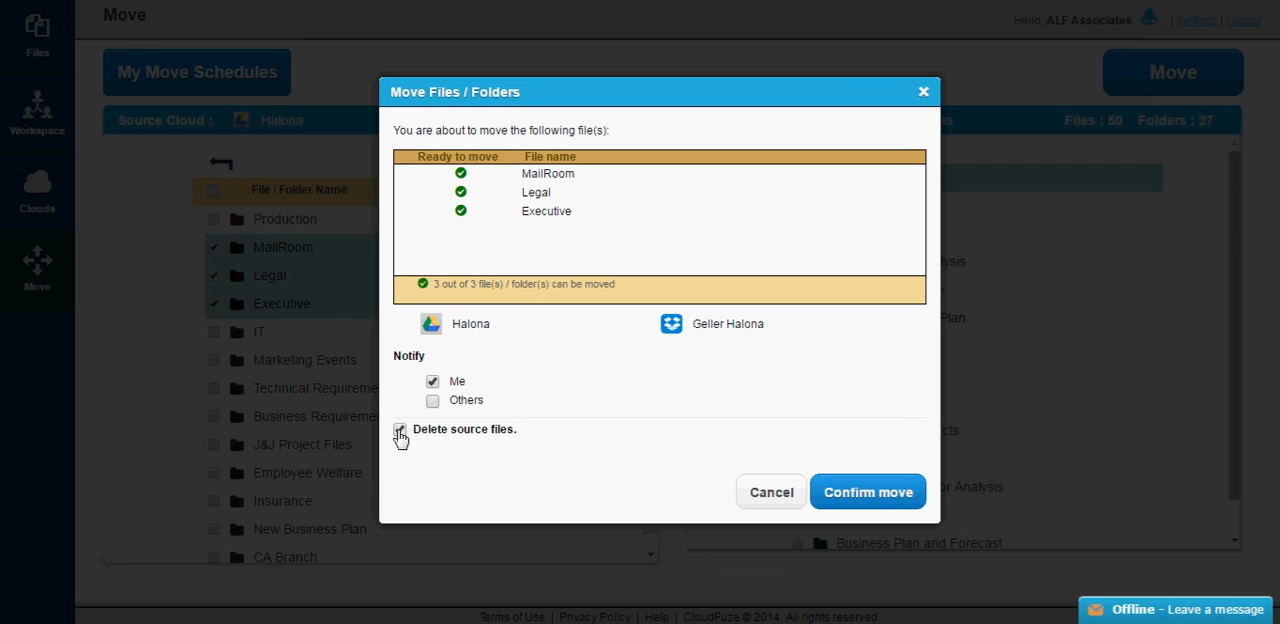 Move
Hello, ALF Associates | Settings | Logout
Files
Workspace
Clouds
Move
My Move Schedules
Move
Source Cloud : Halona
Files : 50 Folders : 27
File / Folder Name
Production
MailRoom
Legal
Executive
IT
Marketing Events
Technical Requireme
Business Requiremen
J&J Project Files
Employee Welfare
Insurance
New Business Plan
CA Branch
Move Files / Folders
You are about to move the following file(s):
Ready to move File name
MailRoom
Legal
Executive
3 out of 3 file(s) / folder(s) can be moved
Halona Geller Halona
Notify
Me
Others
Delete source files.
Cancel Confirm move
Plan
or Analysis
Business Plan and Forecast
Terms of Use | Privacy Policy | Help | CloudFuze © 2014, All rights reserved
Offline - Leave a message